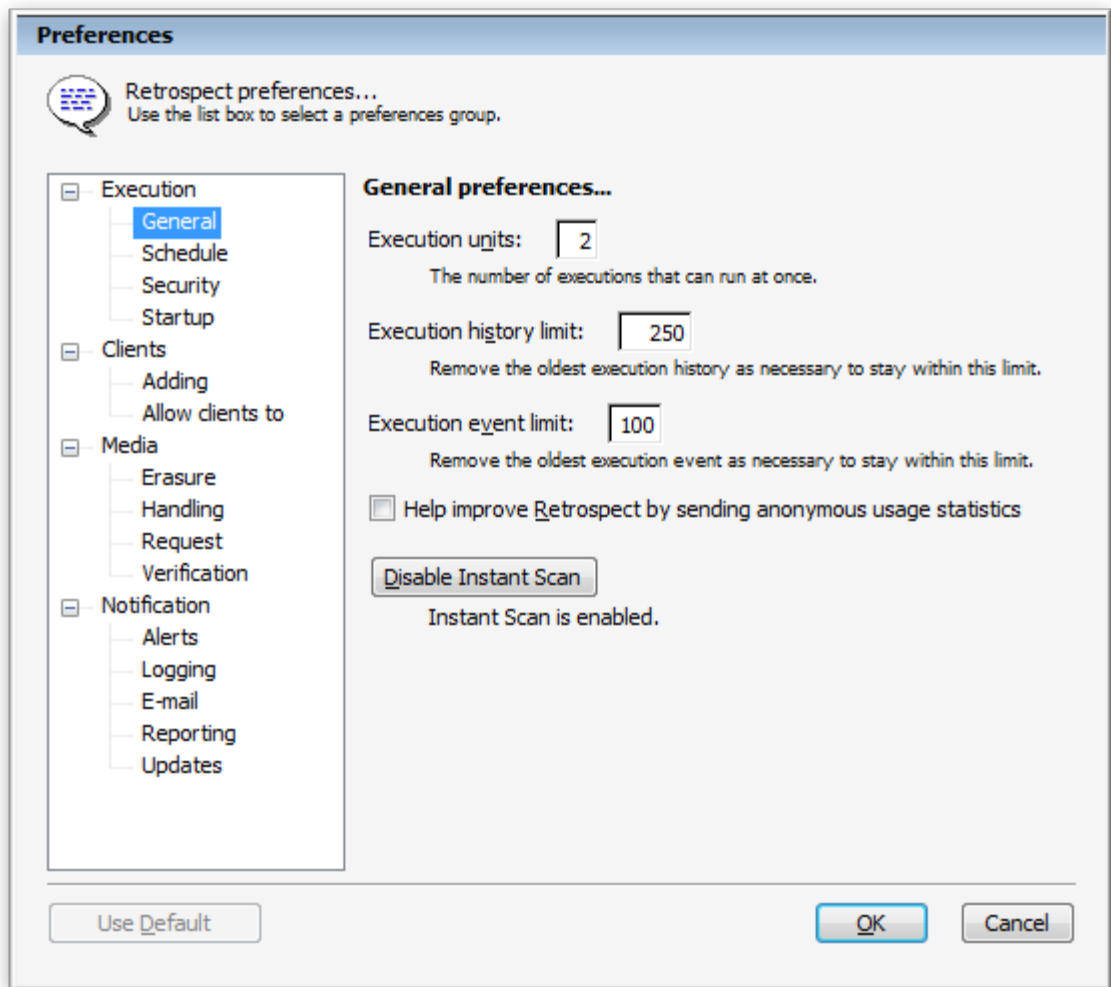 Preferences
Retrospect preferences...
Use the list box to select a preferences group.
Execution
General
Schedule
Security
Startup
Clients
Adding
Allow clients to
Media
Erasure
Handling
Request
Verification
Notification
Alerts
Logging
E-mail
Reporting
Updates
General preferences...
Execution units: 2
The number of executions that can run at once.
Execution history limit: 250
Remove the oldest execution history as necessary to stay within this limit.
Execution event limit: 100
Remove the oldest execution event as necessary to stay within this limit.
Help improve Retrospect by sending anonymous usage statistics
Disable Instant Scan
Instant Scan is enabled.
Use Default
OK
Cancel